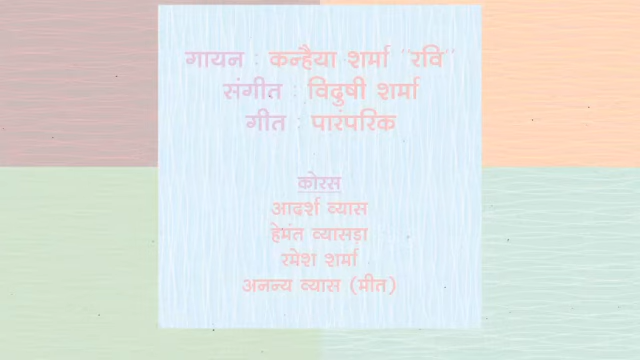 गायन : कन्हैया शर्मा "रवि"
संगीत : विदुषी शर्मा
गीत : पारंपरिक
कोरस
आदर्श व्यास
हेमंत व्यासड़ा
रमेश शर्मा
अनन्य व्यास (मीत)